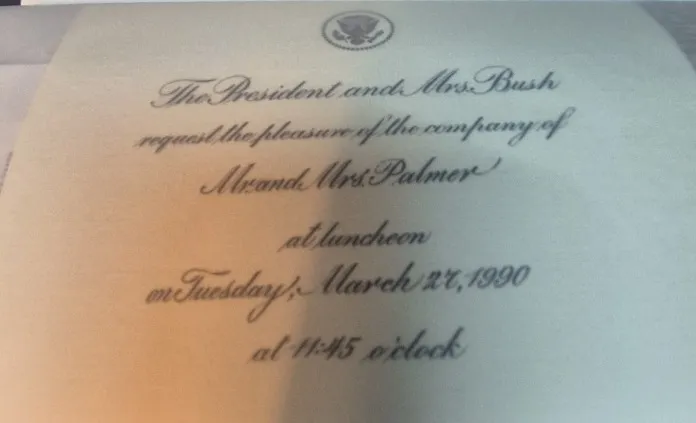 The President and Mrs. Bush
request the pleasure of the company of
Mr. and Mrs. Palmer
at luncheon
on Tuesday, March 27, 1990
at 11:45 o'clock